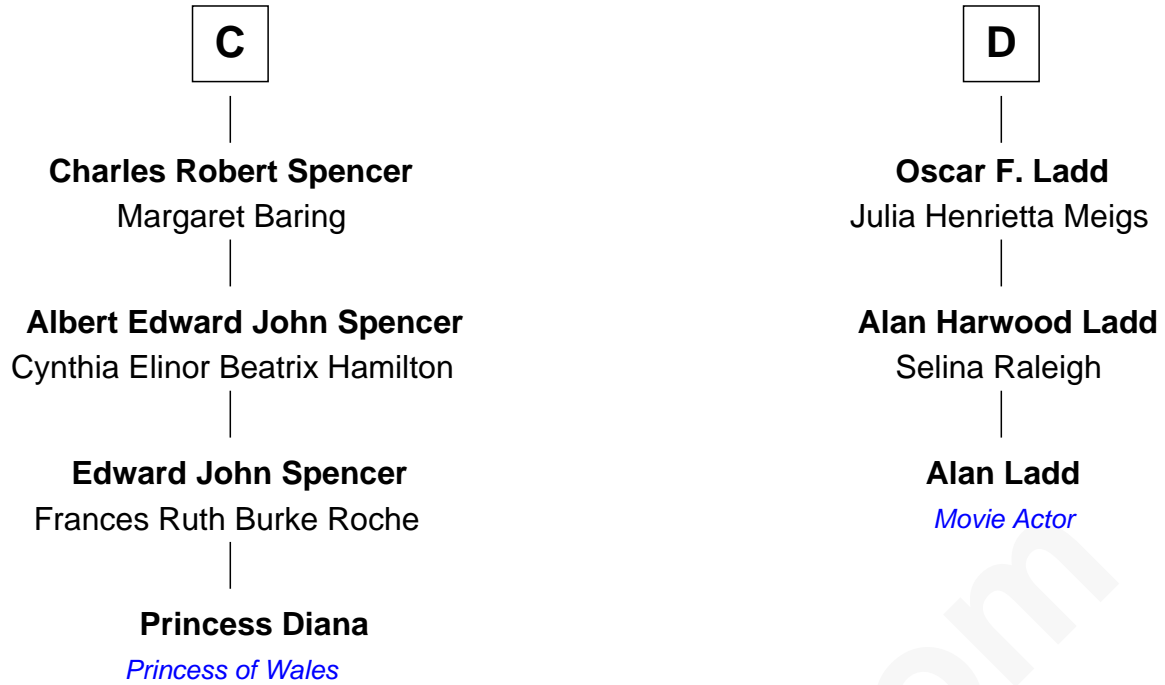 C
Charles Robert Spencer
Margaret Baring
Albert Edward John Spencer
Cynthia Elinor Beatrix Hamilton
Edward John Spencer
Frances Ruth Burke Roche
Princess Diana
Princess of Wales
D
Oscar F. Ladd
Julia Henrietta Meigs
Alan Harwood Ladd
Selina Raleigh
Alan Ladd
Movie Actor
om